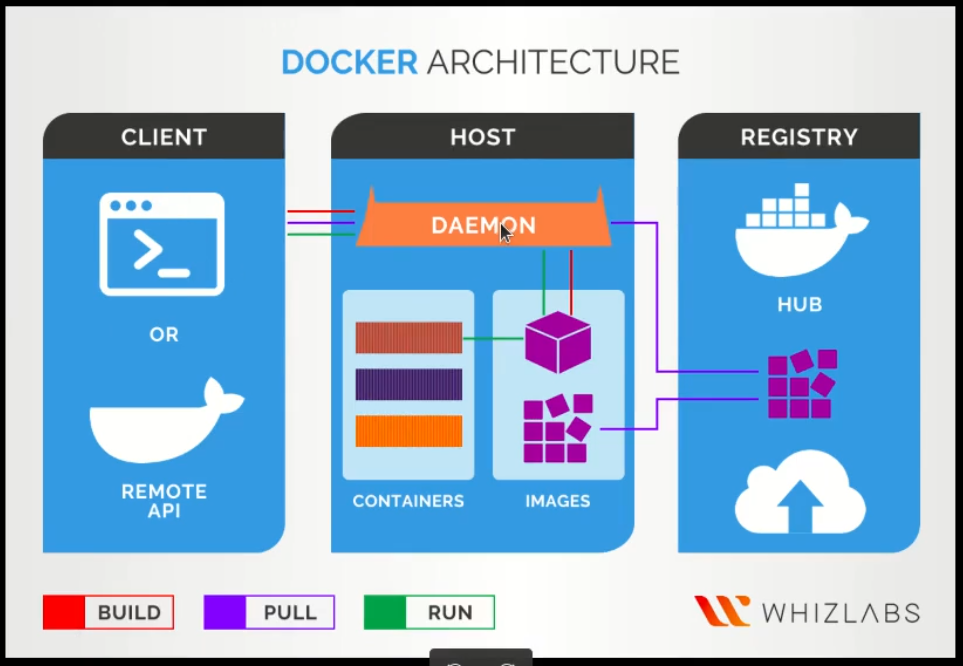 DOCKER ARCHITECTURE
CLIENT
OR
REMOTE
API
HOST
DAEMON
CONTAINERS
IMAGES
REGISTRY
HUB
BUILD
PULL
RUN
WHIZLABS